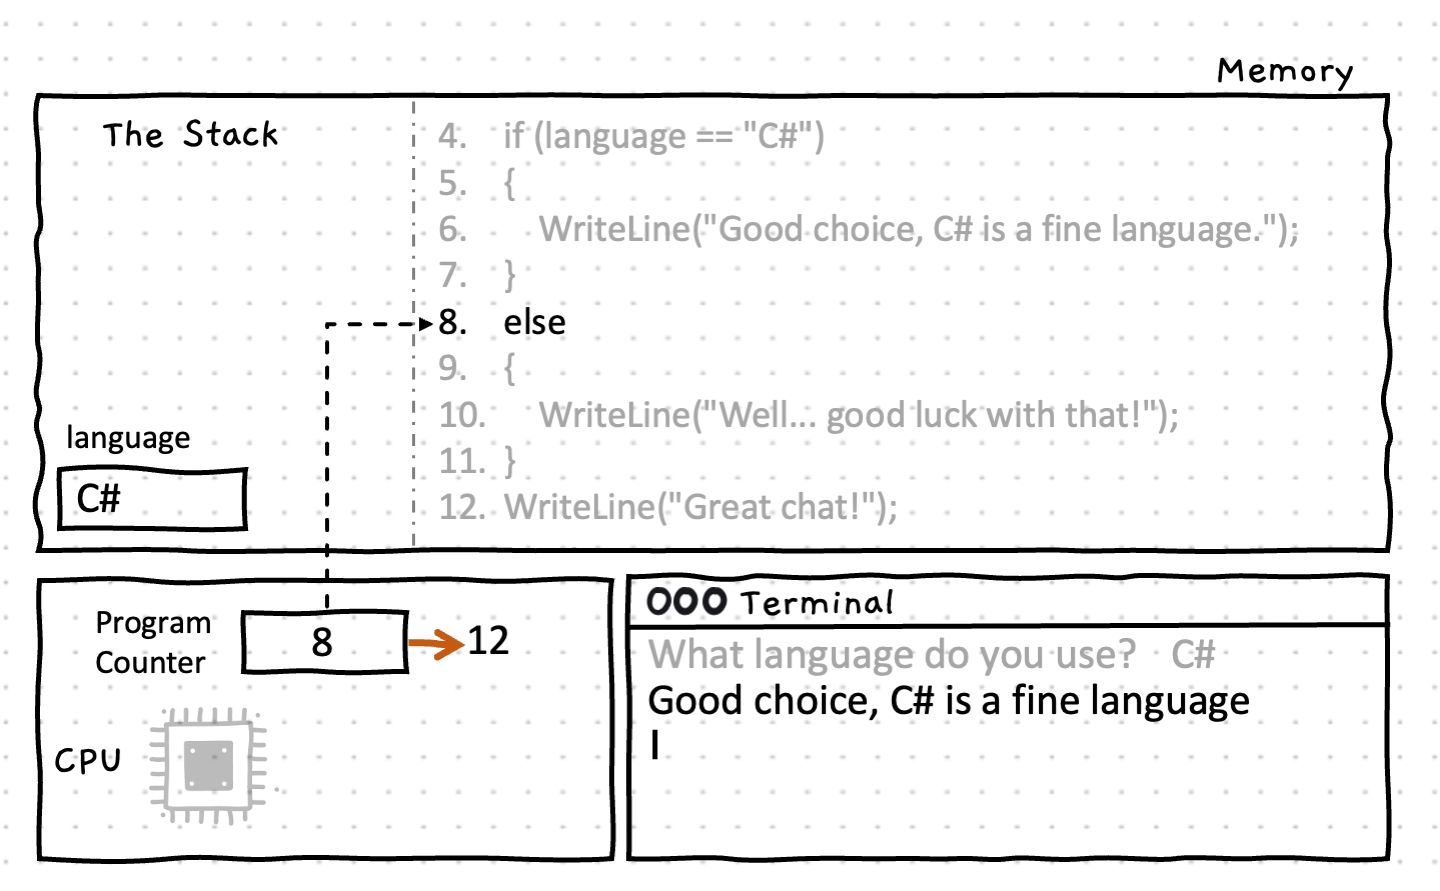 Memory
The Stack
4. if (language == "C#")
5. {
6. WriteLine("Good choice, C# is a fine language.");
7. }
8. else
9. {
10. WriteLine("Well... good luck with that!");
11. }
12. WriteLine("Great chat!");
language
C#
Program
Counter
8
12
CPU
Terminal
What language do you use? C#
Good choice, C# is a fine language